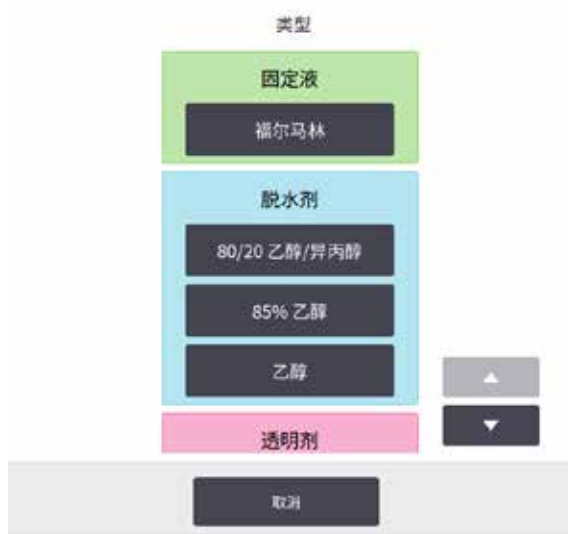 类型
固定液
福尔马林
脱水剂
80/20 乙醇/异丙醇
85% 乙醇
乙醇
透明剂
取消